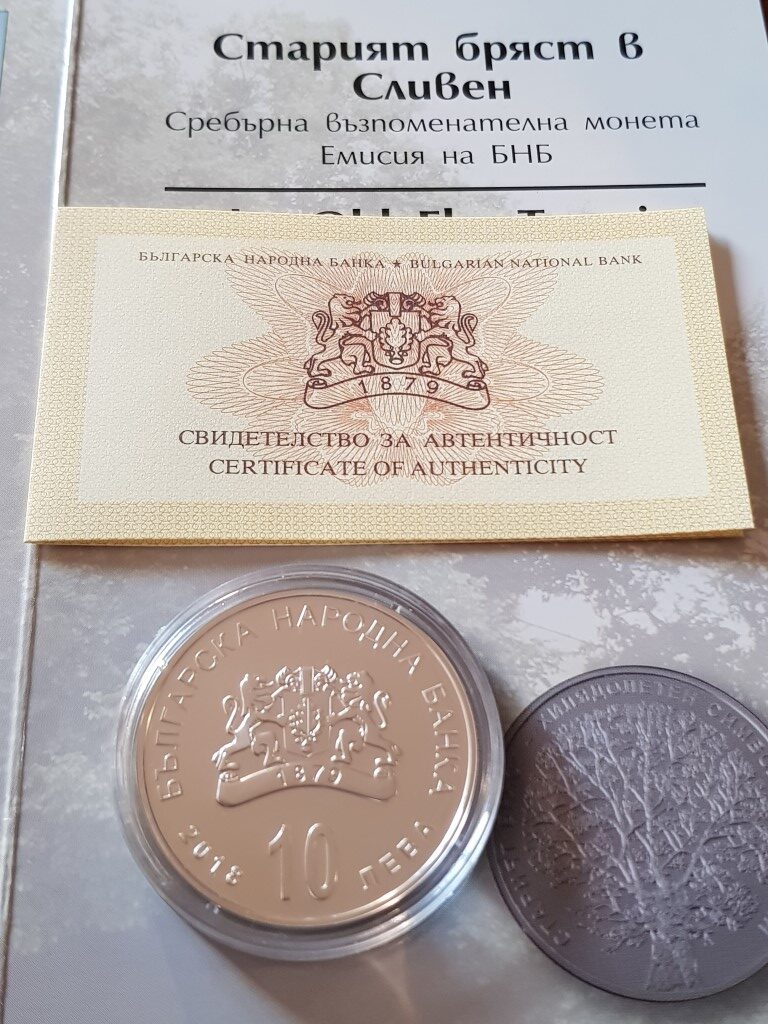 Старият бряст в
Сливен
Сребърна възпоменателна монета
Емисия на БНБ
БЪЛГАРСКА НАРОДНА БАНКА ★ BULGARIAN NATIONAL BANK
1879
СВИДЕТЕЛСТВО ЗА АВТЕНТИЧНОСТ
CERTIFICATE OF AUTHENTICITY
БЪЛГАРСКА НАРОДНА БАНКА
1879
2018 10 ЛЕВА